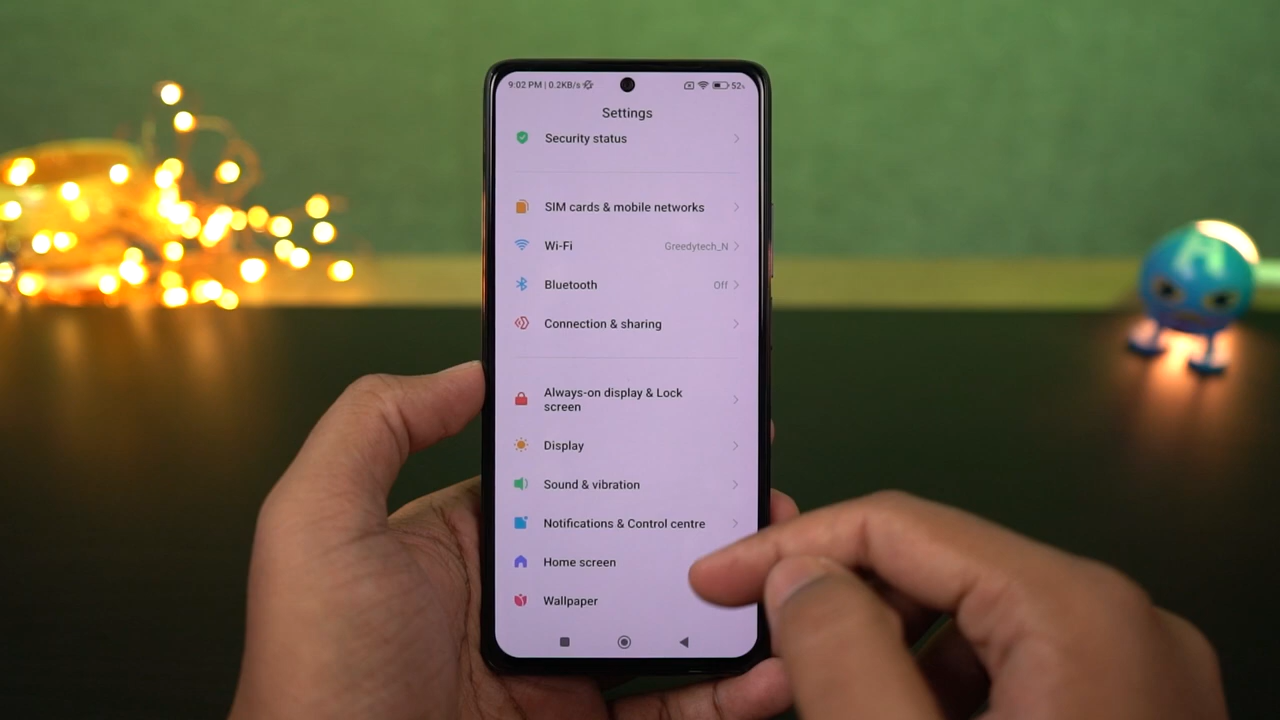 9:02 PM | 0.2KB/s
52%
Settings
Security status
SIM cards & mobile networks
Wi-Fi
Greedytech_N
Bluetooth
Off
Connection & sharing
Always-on display & Lock
screen
Display
Sound & vibration
Notifications & Control centre
Home screen
Wallpaper